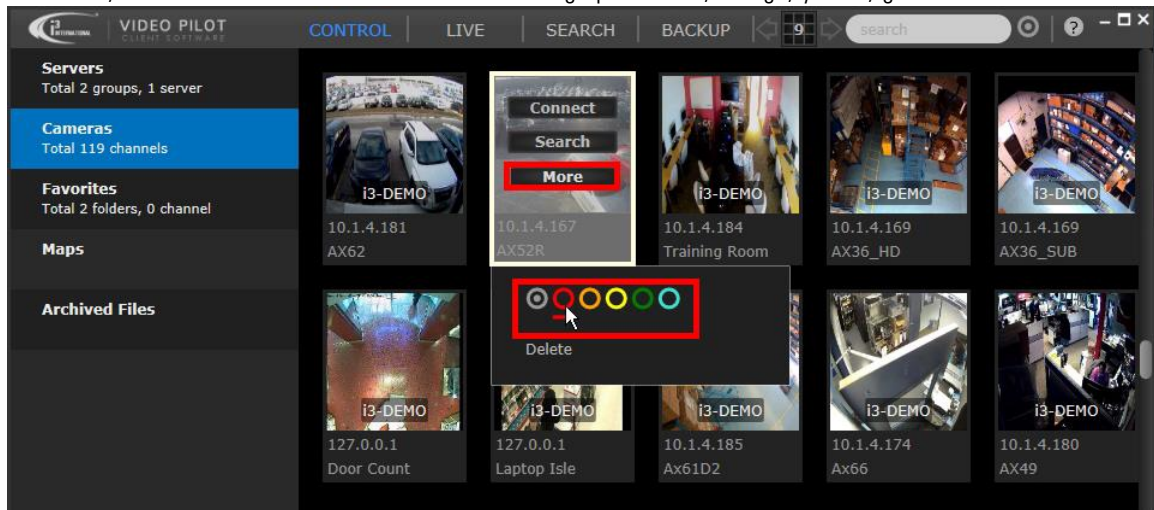 i3 INTERNATIONAL VIDEO PILOT CLIENT SOFTWARE CONTROL LIVE SEARCH BACKUP 9 search ?
Servers
Total 2 groups, 1 server
Cameras
Total 119 channels
Favorites
Total 2 folders, 0 channel
Maps
Archived Files
Connect
Search
More
i3-DEMO i3-DEMO i3-DEMO i3-DEMO
10.1.4.181 10.1.4.167 10.1.4.184 10.1.4.169 10.1.4.169
AX62 AX52R Training Room AX36_HD AX36_SUB
Delete
i3-DEMO i3-DEMO i3-DEMO i3-DEMO i3-DEMO
127.0.0.1 127.0.0.1 10.1.4.185 10.1.4.174 10.1.4.180
Door Count Laptop Isle Ax61D2 Ax66 AX49